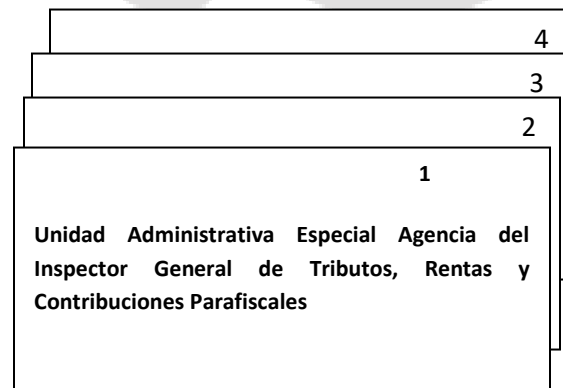 4
3
2
1
Unidad Administrativa Especial Agencia del
Inspector General de Tributos, Rentas y
Contribuciones Parafiscales